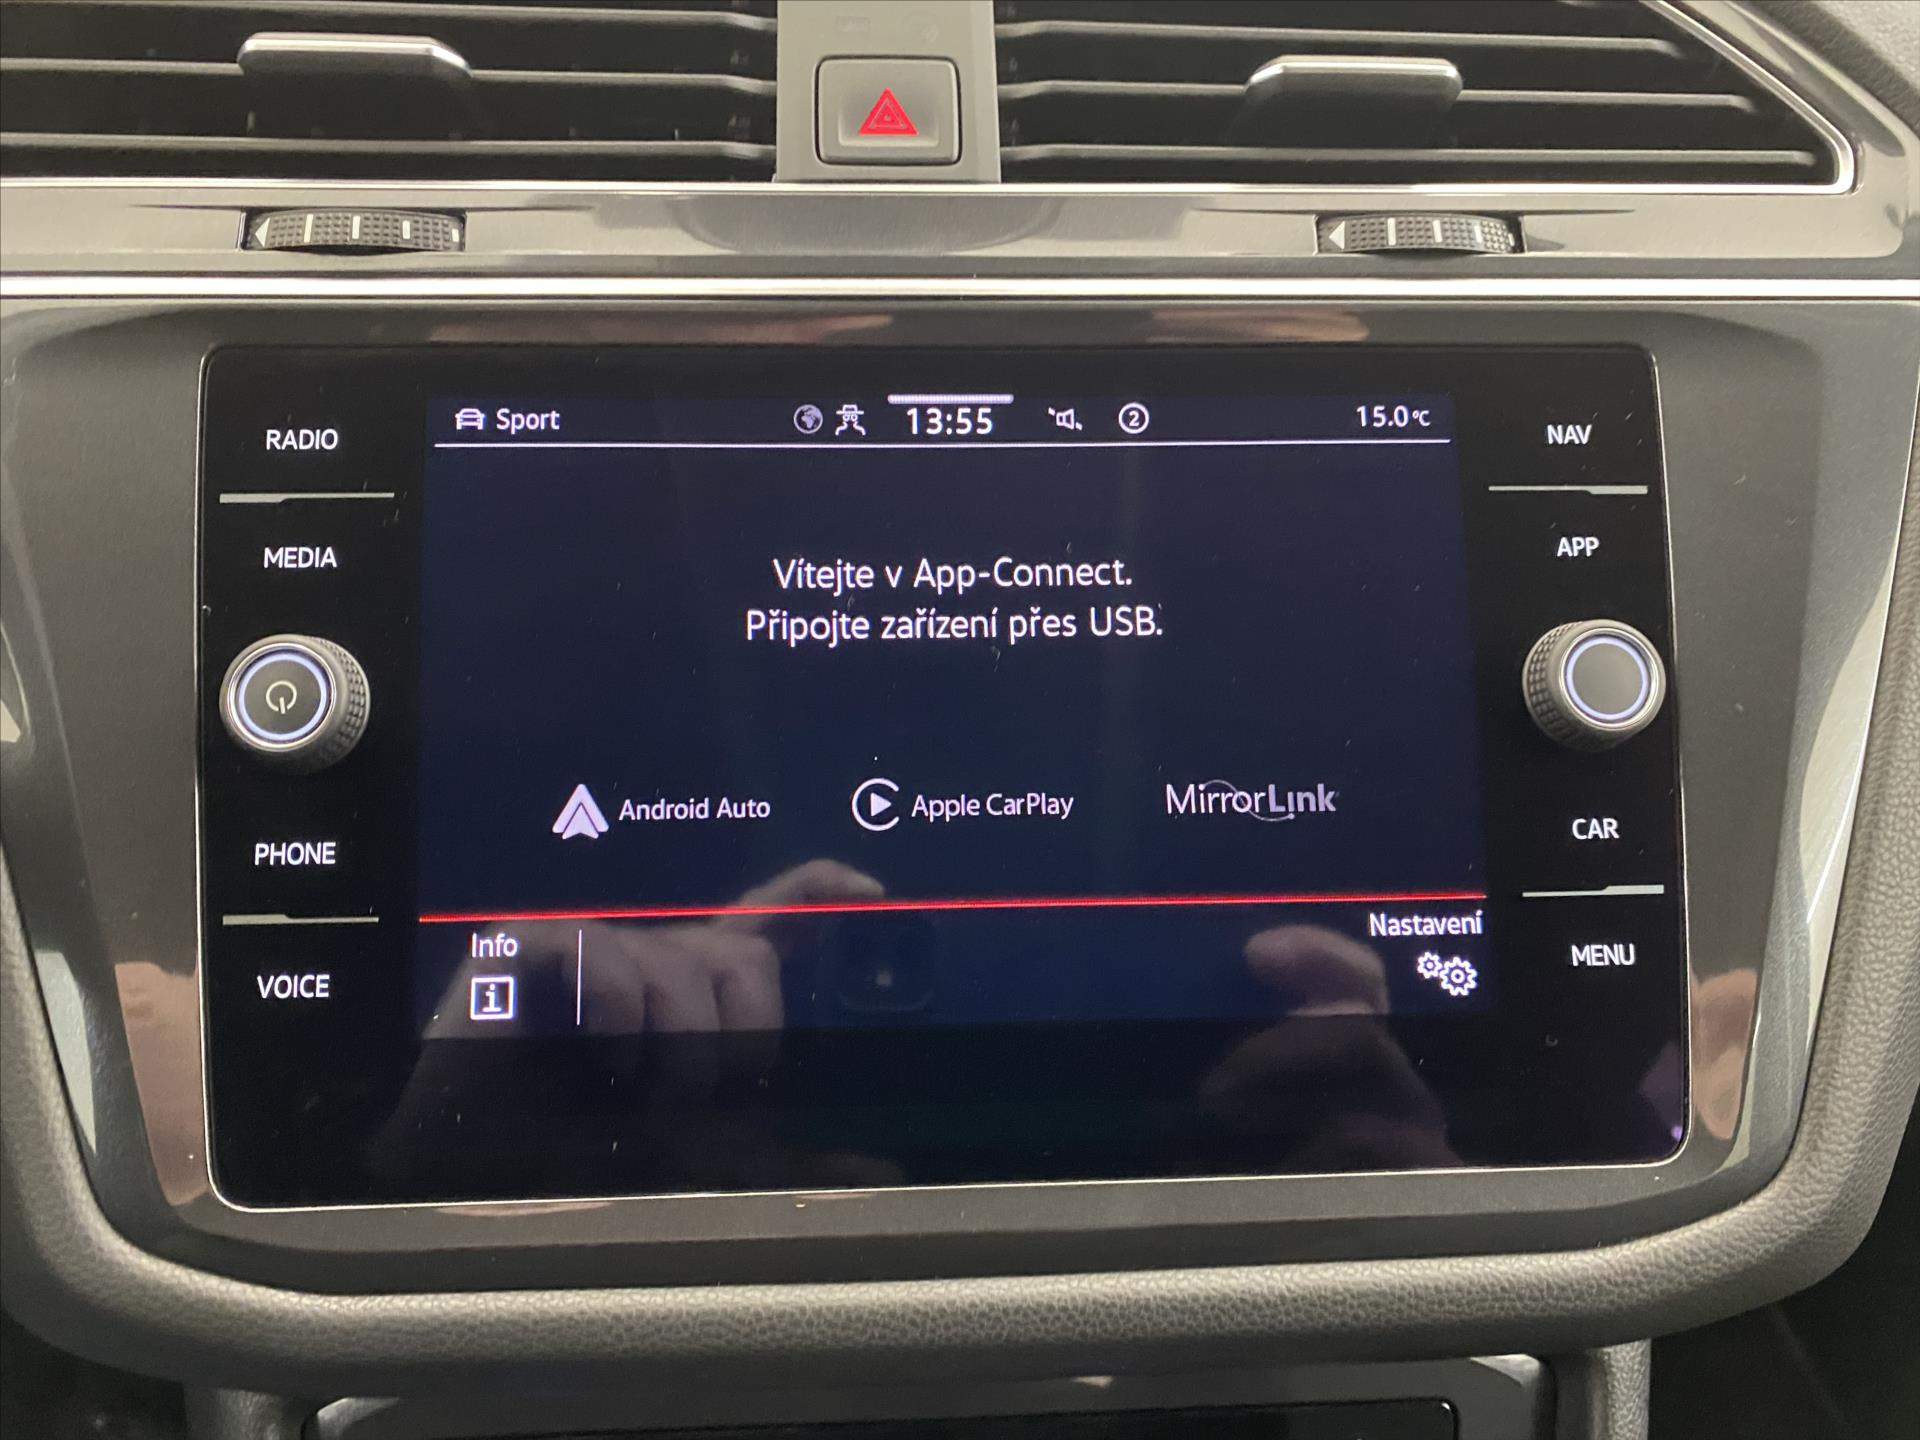 RADIO
MEDIA
PHONE
VOICE
Sport
13:55
2
15.0°C
Vítejte v App-Connect.
Připojte zařízení přes USB.
Android Auto
Apple CarPlay
MirrorLink
Info
i
Nastavení
NAV
APP
CAR
MENU